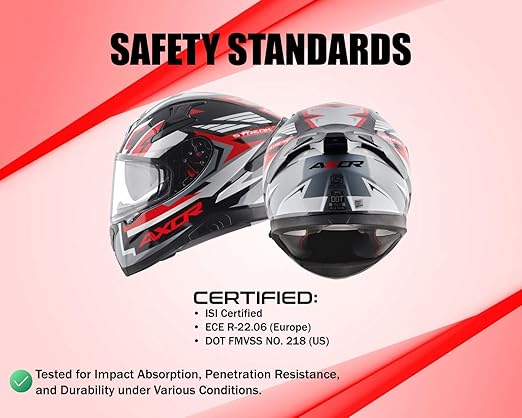 SAFETY STANDARDS
STREAK
AXOR
AXOR
DOT
CERTIFIED:
• ISI Certified
• ECE R-22.06 (Europe)
• DOT FMVSS NO. 218 (US)
Tested for Impact Absorption, Penetration Resistance,
and Durability under Various Conditions.